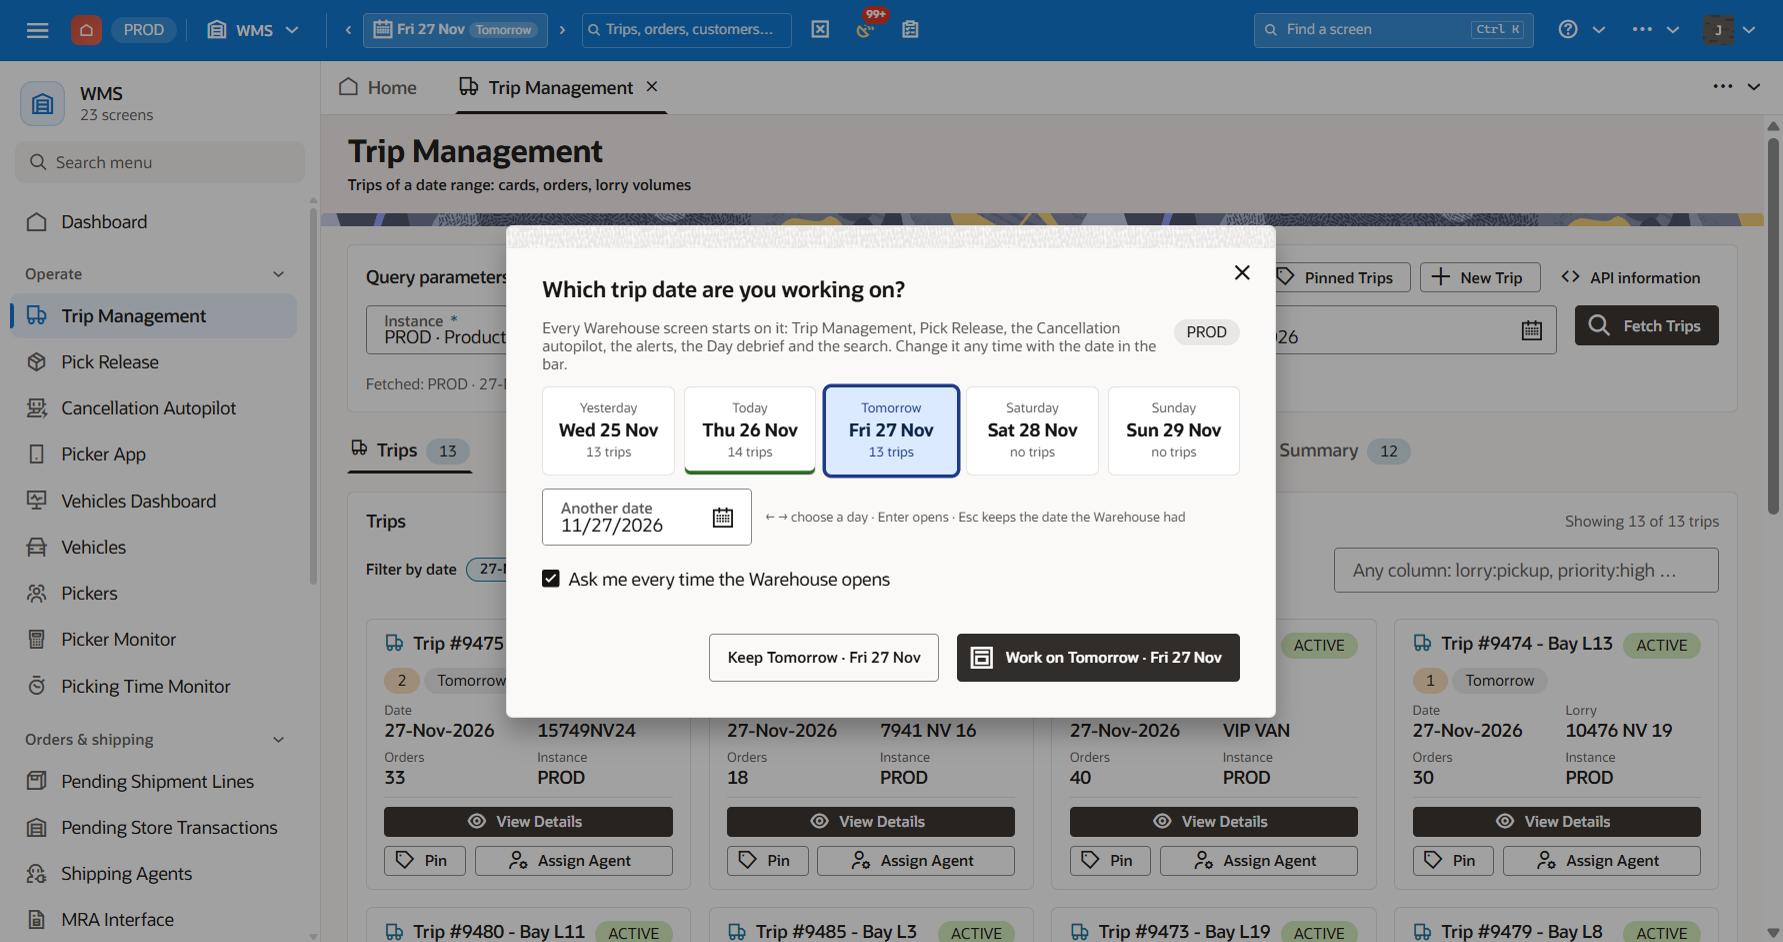 PROD
WMS
Fri 27 Nov Tomorrow
Trips, orders, customers...
99+
Find a screen
Ctrl K
J
WMS
23 screens
Search menu
Dashboard
Operate
Trip Management
Pick Release
Cancellation Autopilot
Picker App
Vehicles Dashboard
Vehicles
Pickers
Picker Monitor
Picking Time Monitor
Orders & shipping
Pending Shipment Lines
Pending Store Transactions
Shipping Agents
MRA Interface
Home
Trip Management
Trip Management
Trips of a date range: cards, orders, lorry volumes
Query parameters
Pinned Trips
New Trip
API information
Instance *
PROD · Product
26
Fetch Trips
Fetched: PROD · 27-
Trips 13
Summary 12
Trips
Showing 13 of 13 trips
Filter by date
Any column: lorry:pickup, priority:high ...
Which trip date are you working on?
Every Warehouse screen starts on it: Trip Management, Pick Release, the Cancellation
autopilot, the alerts, the Day debrief and the search. Change it any time with the date in the
bar.
PROD
Yesterday
Wed 25 Nov
13 trips
Today
Thu 26 Nov
14 trips
Tomorrow
Fri 27 Nov
13 trips
Saturday
Sat 28 Nov
no trips
Sunday
Sun 29 Nov
no trips
Another date
11/27/2026
←→ choose a day · Enter opens · Esc keeps the date the Warehouse had
Ask me every time the Warehouse opens
Keep Tomorrow · Fri 27 Nov
Work on Tomorrow · Fri 27 Nov
Trip #9475
2 Tomorrow
Date
27-Nov-2026
15749NV24
Orders
33
Instance
PROD
View Details
Pin
Assign Agent
27-Nov-2026
7941 NV 16
Orders
18
Instance
PROD
View Details
Pin
Assign Agent
ACTIVE
27-Nov-2026
VIP VAN
Orders
40
Instance
PROD
View Details
Pin
Assign Agent
Trip #9474 - Bay L13 ACTIVE
1 Tomorrow
Date
27-Nov-2026
Lorry
10476 NV 19
Orders
30
Instance
PROD
View Details
Pin
Assign Agent
Trip #9480 - Bay L11 ACTIVE
Trip #9485 - Bay L3 ACTIVE
Trip #9473 - Bay L19 ACTIVE
Trip #9479 - Bay L8 ACTIVE